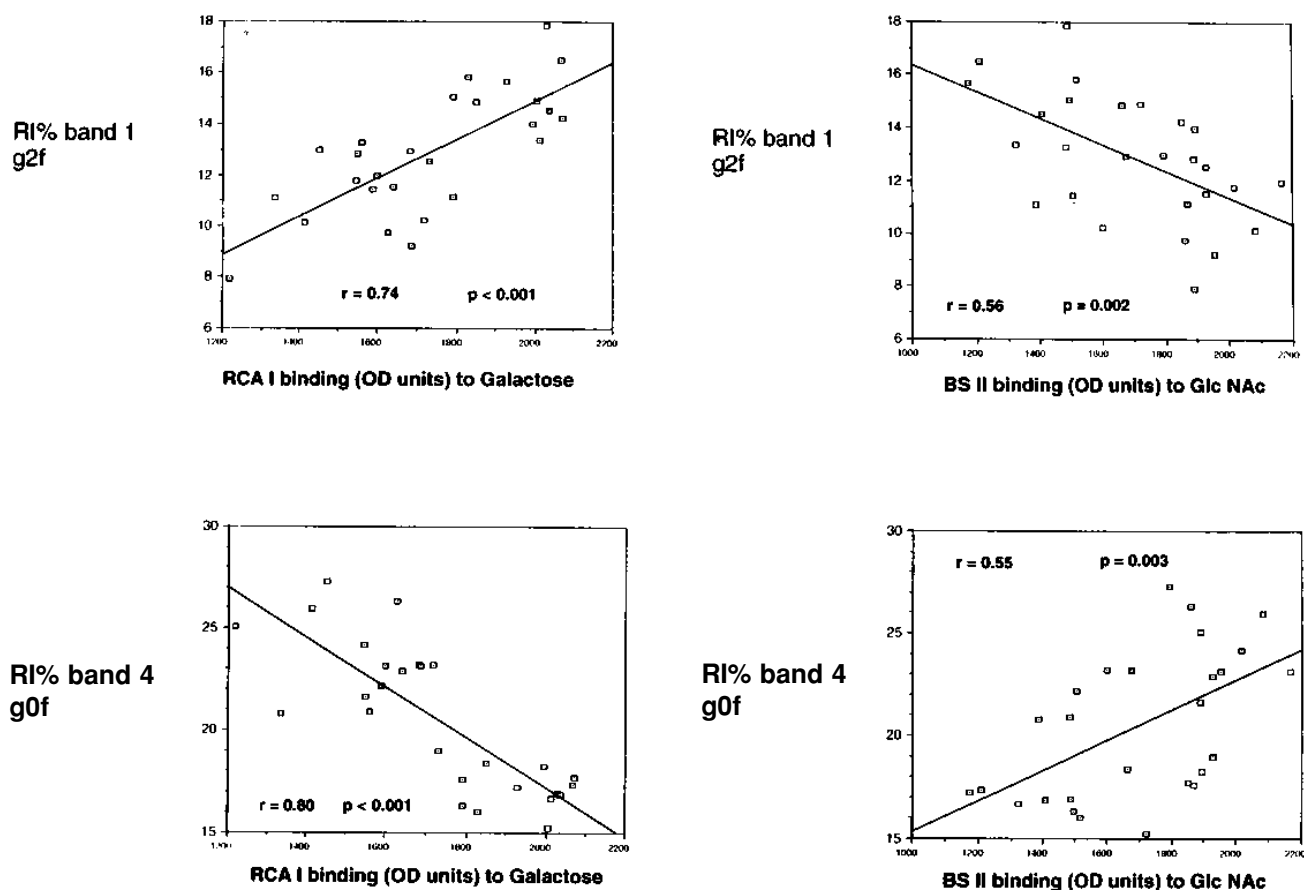 18
16
14
12
10
8
6
RI% band 1
g2f
r = 0.74 p < 0.001
1200 1400 1600 1800 2000 2200
RCA I binding (OD units) to Galactose
18
16
14
12
10
8
6
RI% band 1
g2f
r = 0.56 p = 0.002
1000 1200 1400 1600 1800 2000 2200
BS II binding (OD units) to Glc NAc
30
25
20
15
RI% band 4
g0f
r = 0.80 p < 0.001
1400 1600 1800 2000 2200
RCA I binding (OD units) to Galactose
30
25
20
15
RI% band 4
g0f
r = 0.55 p = 0.003
1000 1200 1400 1600 1800 2000 2200
BS II binding (OD units) to Glc NAc